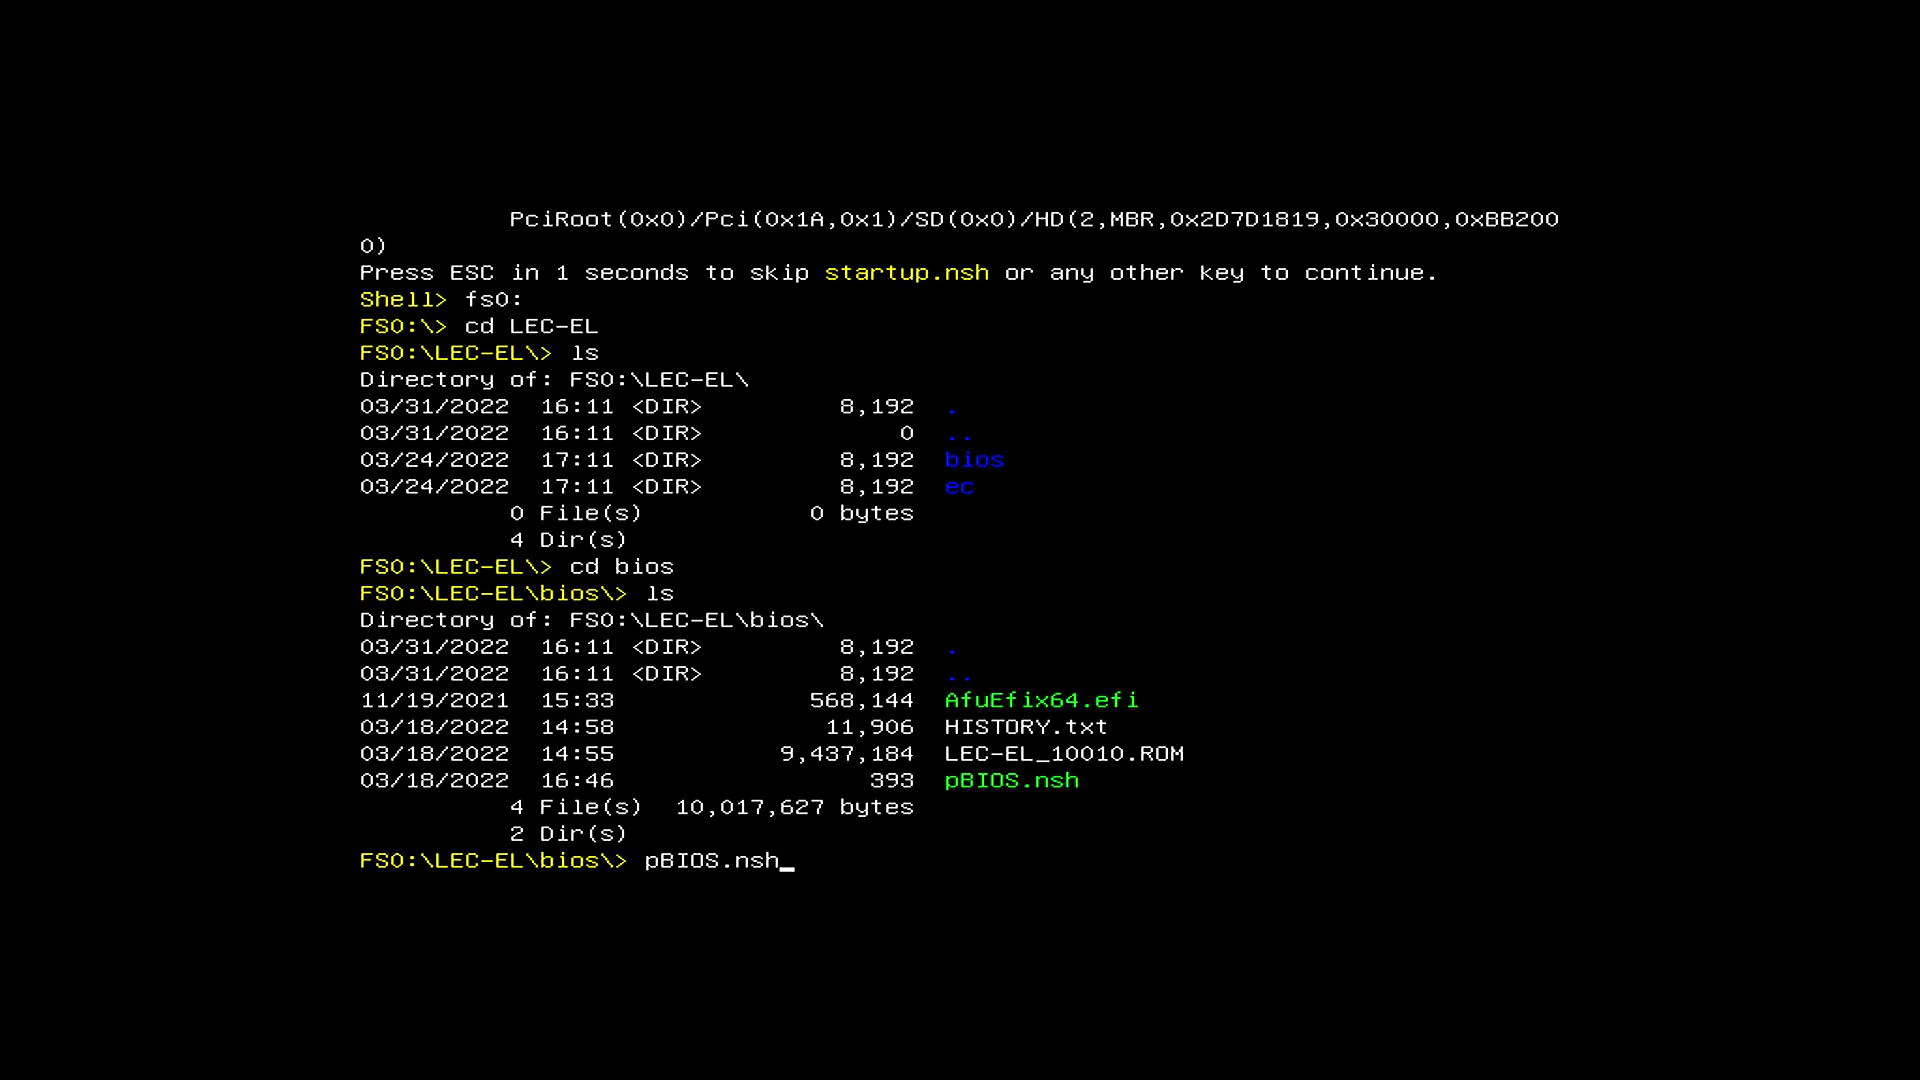 PciRoot(0x0)/Pci(0x1A,0x1)/SD(0x0)/HD(2,MBR,0x2D7D1819,0x30000,0xBB200
0)
Press ESC in 1 seconds to skip startup.nsh or any other key to continue.
Shell> fs0:
FS0:\> cd LEC-EL
FS0:\LEC-EL\> ls
Directory of: FS0:\LEC-EL\
03/31/2022  16:11 <DIR>         8,192  .
03/31/2022  16:11 <DIR>             0  ..
03/24/2022  17:11 <DIR>         8,192  bios
03/24/2022  17:11 <DIR>         8,192  ec
0 File(s)           0 bytes
4 Dir(s)
FS0:\LEC-EL\> cd bios
FS0:\LEC-EL\bios\> ls
Directory of: FS0:\LEC-EL\bios\
03/31/2022  16:11 <DIR>         8,192  .
03/31/2022  16:11 <DIR>         8,192  ..
11/19/2021  15:33             568,144  AfuEfix64.efi
03/18/2022  14:58              11,906  HISTORY.txt
03/18/2022  14:55           9,437,184  LEC-EL_10010.ROM
03/18/2022  16:46                 393  pBIOS.nsh
4 File(s)  10,017,627 bytes
2 Dir(s)
FS0:\LEC-EL\bios\> pBIOS.nsh_